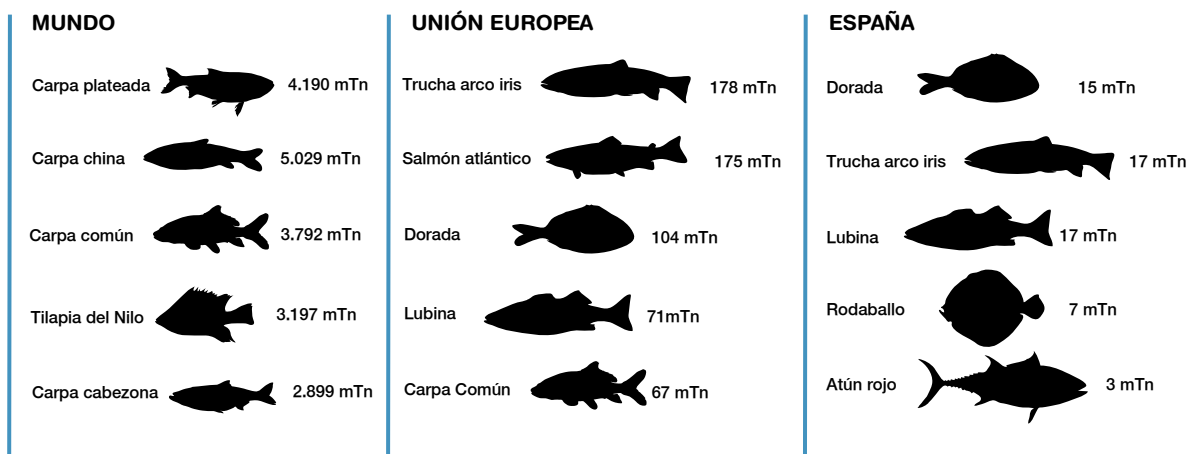 MUNDO
Carpa plateada 4.190 mTn
Carpa china 5.029 mTn
Carpa común 3.792 mTn
Tilapia del Nilo 3.197 mTn
Carpa cabezona 2.899 mTn
UNIÓN EUROPEA
Trucha arco iris 178 mTn
Salmón atlántico 175 mTn
Dorada 104 mTn
Lubina 71mTn
Carpa Común 67 mTn
ESPAÑA
Dorada 15 mTn
Trucha arco iris 17 mTn
Lubina 17 mTn
Rodaballo 7 mTn
Atún rojo 3 mTn